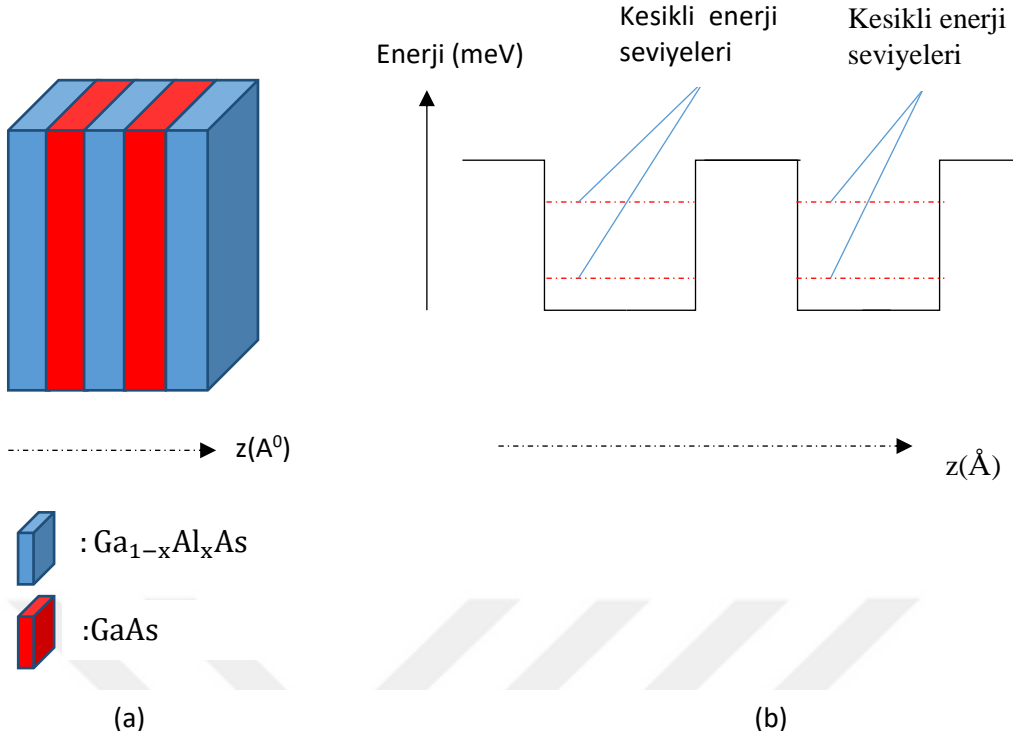 Kesikli enerji
seviyeleri
Kesikli enerji
seviyeleri
Enerji (meV)
z(A⁰)
z(Å)
: Ga₁₋ₓAlₓAs
:GaAs
(a)
(b)